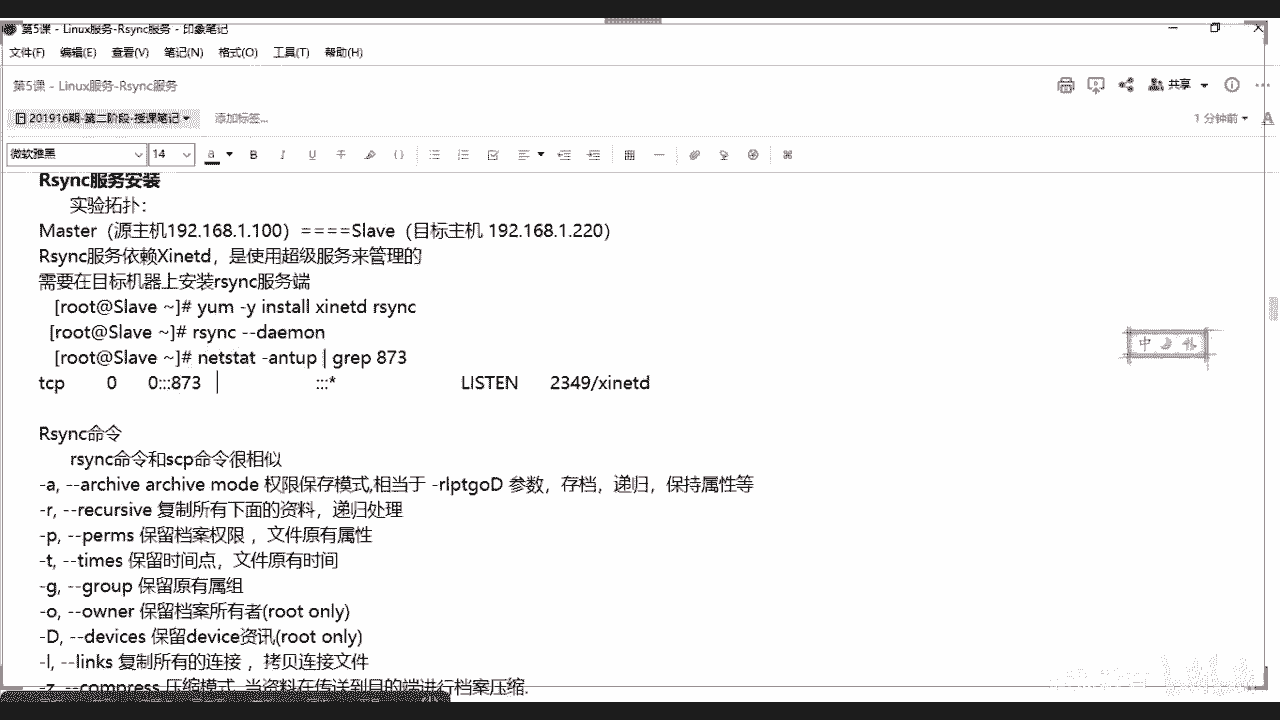 第5课 - Linux服务-Rsync服务 - 印象笔记
文件(F) 编辑(E) 查看(V) 笔记(N) 格式(O) 工具(T) 帮助(H)
第5课 - Linux服务-Rsync服务
共享
201916期-第二阶段-授课笔记
添加标签...
1 分钟前
微软雅黑 14
Rsync服务安装
实验拓扑：
Master（源主机192.168.1.100）====Slave（目标主机 192.168.1.220）
Rsync服务依赖Xinetd，是使用超级服务来管理的
需要在目标机器上安装rsync服务端
[root@Slave ~]# yum -y install xinetd rsync
[root@Slave ~]# rsync --daemon
[root@Slave ~]# netstat -antup | grep 873
tcp 0 0:::873 :::* LISTEN 2349/xinetd
Rsync命令
rsync命令和scp命令很相似
-a, --archive archive mode 权限保存模式,相当于 -rlptgoD 参数，存档，递归，保持属性等
-r, --recursive 复制所有下面的资料，递归处理
-p, --perms 保留档案权限 ，文件原有属性
-t, --times 保留时间点，文件原有时间
-g, --group 保留原有属组
-o, --owner 保留档案所有者(root only)
-D, --devices 保留device资讯(root only)
-l, --links 复制所有的连接 ，拷贝连接文件
-z, --compress 压缩模式, 当资料在传送到目的端进行档案压缩.
中